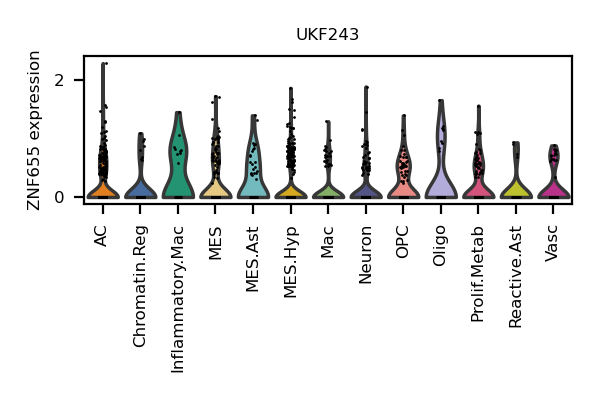 UKF243
ZNF655 expression
2
0
AC
Chromatin.Reg
Inflammatory.Mac
MES
MES.Ast
MES.Hyp
Mac
Neuron
OPC
Oligo
Prolif.Metab
Reactive.Ast
Vasc